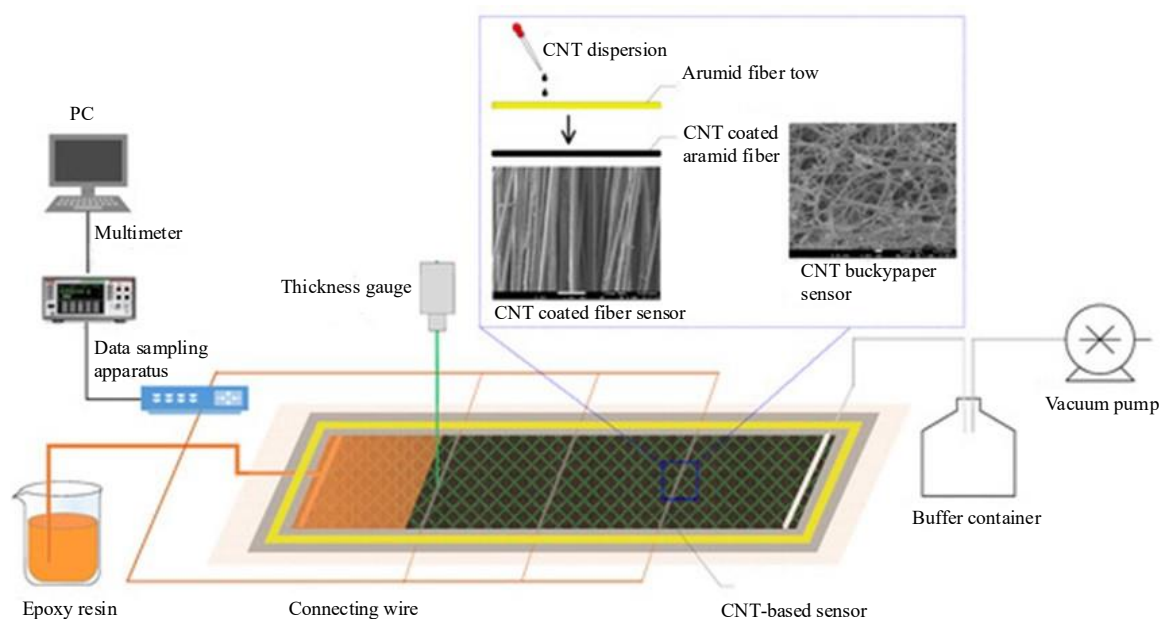 CNT dispersion
Arumid fiber tow
PC
CNT coated
aramid fiber
Multimeter
Thickness gauge
CNT buckypaper
sensor
CNT coated fiber sensor
Data sampling
apparatus
Vacuum pump
Buffer container
Epoxy resin
Connecting wire
CNT-based sensor